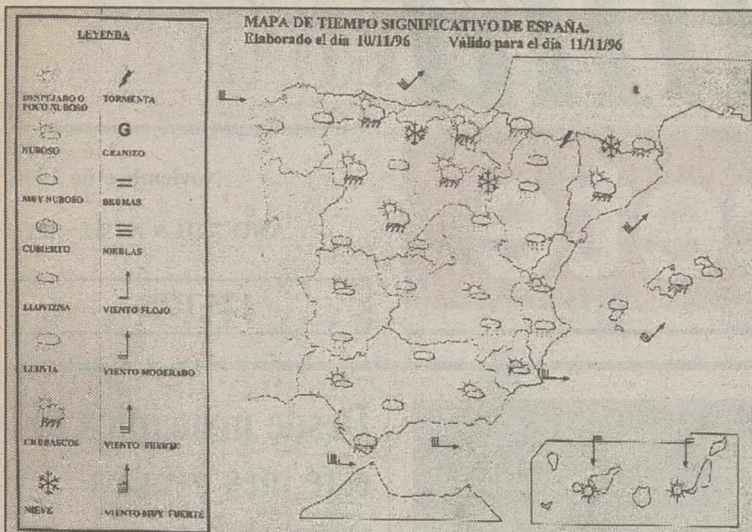 LEYENDA
DESPEJADO O
POCO NUBOSO
TORMENTA
NUBOSO
G
GRANIZO
MUY NUBOSO
BRUMAS
CUBIERTO
NIEBLAS
LLOVIZNA
VIENTO FLOJO
LLUVIA
VIENTO MODERADO
CHUBASCOS
VIENTO FUERTE
NIEVE
VIENTO MUY FUERTE
MAPA DE TIEMPO SIGNIFICATIVO DE ESPAÑA.
Elaborado el día 10/11/96 Válido para el día 11/11/96